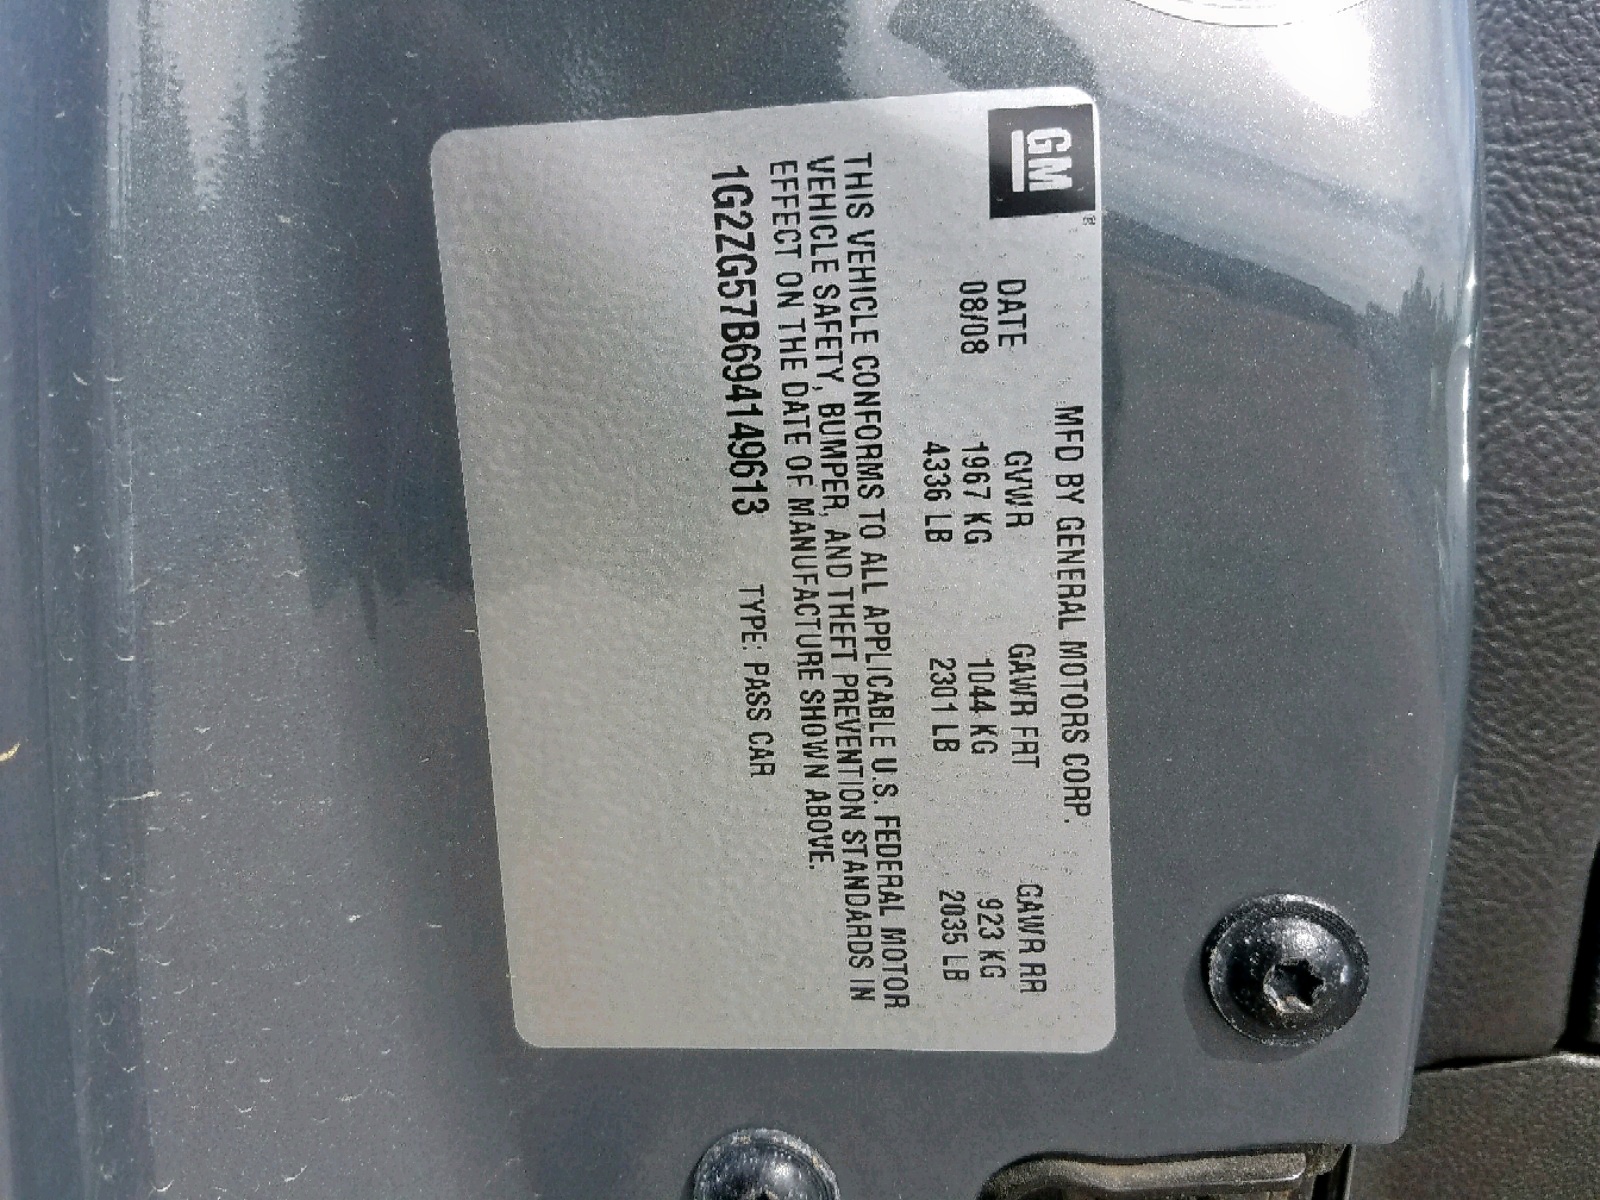 GM®
MFD BY GENERAL MOTORS CORP.
DATE GVWR GAWR FRT GAWR RR
08/08 1967 KG 1044 KG 923 KG
4336 LB 2301 LB 2035 LB
THIS VEHICLE CONFORMS TO ALL APPLICABLE U.S. FEDERAL MOTOR
VEHICLE SAFETY, BUMPER, AND THEFT PREVENTION STANDARDS IN
EFFECT ON THE DATE OF MANUFACTURE SHOWN ABOVE.
1G2ZG57B694149613 TYPE: PASS CAR